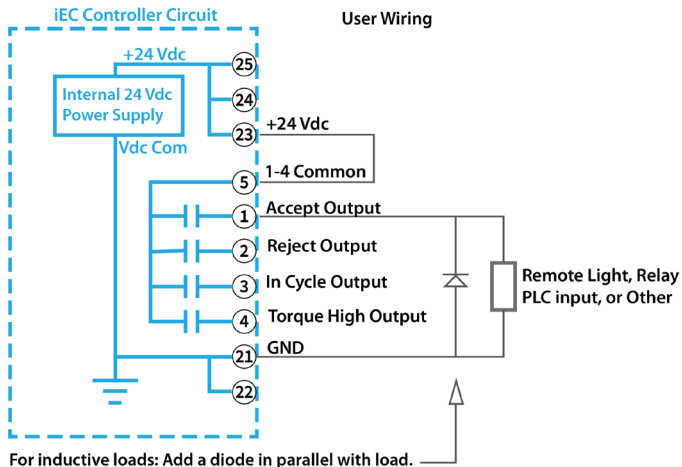 iEC Controller Circuit
User Wiring
+24 Vdc
25
Internal 24 Vdc
Power Supply
24
23
+24 Vdc
Vdc Com
5
1-4 Common
1
Accept Output
2
Reject Output
3
In Cycle Output
Remote Light, Relay
PLC input, or Other
4
Torque High Output
21
GND
22
For inductive loads: Add a diode in parallel with load.